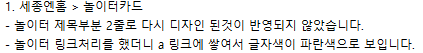 1. 세종엔홈 > 놀이터카드
- 놀이터 제목부분 2줄로 다시 디자인 된것이 반영되지 않았습니다.
- 놀이터 링크처리를 했더니 a 링크에 쌓여서 글자색이 파란색으로 보입니다.